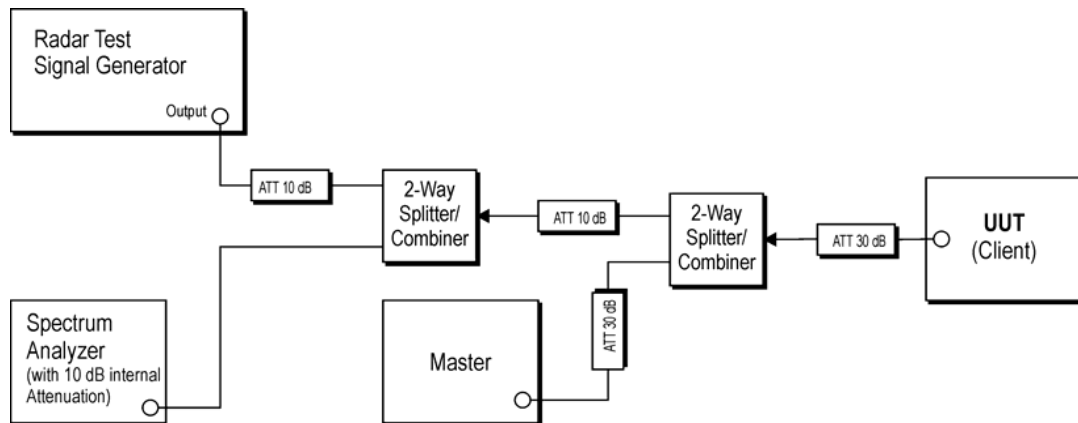 Radar Test
Signal Generator
Output
ATT 10 dB
2-Way
Splitter/
Combiner
ATT 10 dB
2-Way
Splitter/
Combiner
ATT 30 dB
UUT
(Client)
ATT 30 dB
Spectrum
Analyzer
(with 10 dB internal
Attenuation)
Master